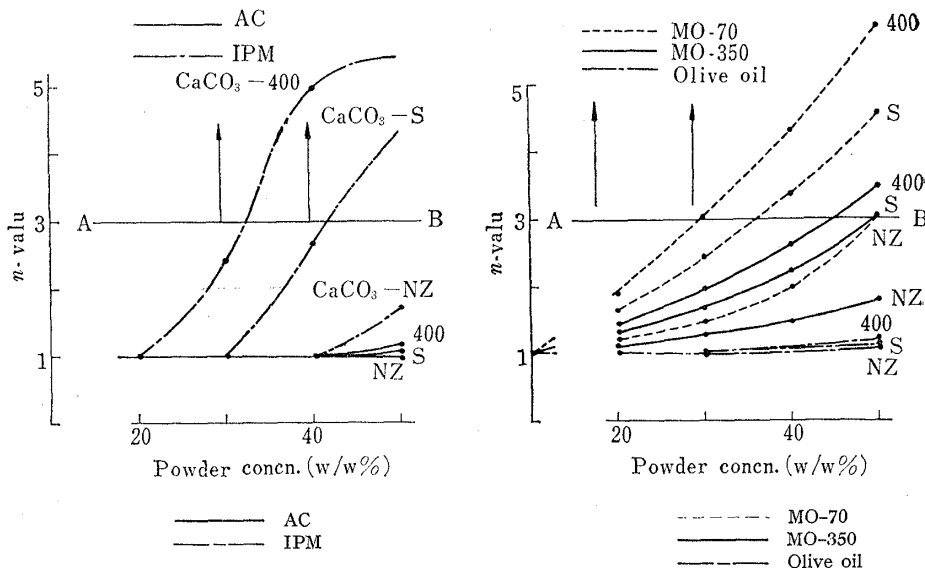 AC
IPM
CaCO₃-400
CaCO₃-S
5
3
1
n-valu
A
B
CaCO₃-NZ
400
S
NZ
20
40
Powder concn. (w/w%)
AC
IPM
MO-70
MO-350
Olive oil
400
S
400
S
NZ
NZ
400
S
NZ
5
3
1
n-valu
A
B
20
30
40
50
Powder concn. (w/w%)
MO-70
MO-350
Olive oil